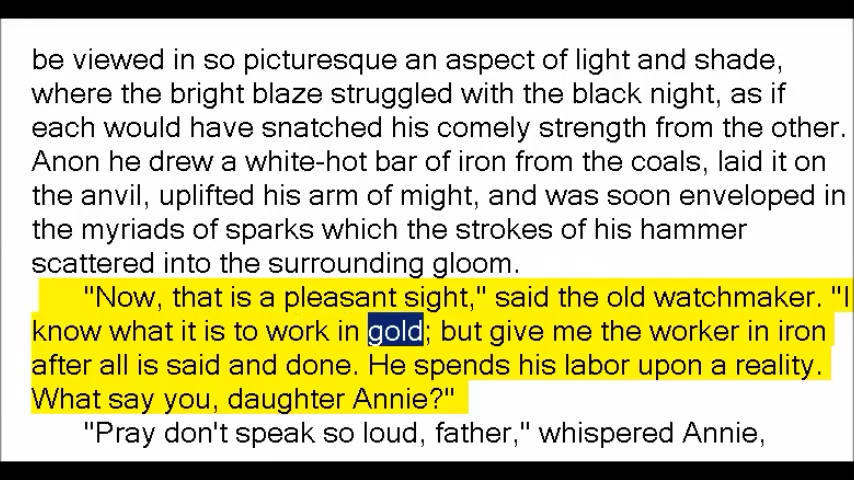 be viewed in so picturesque an aspect of light and shade,
where the bright blaze struggled with the black night, as if
each would have snatched his comely strength from the other.
Anon he drew a white-hot bar of iron from the coals, laid it on
the anvil, uplifted his arm of might, and was soon enveloped in
the myriads of sparks which the strokes of his hammer
scattered into the surrounding gloom.
"Now, that is a pleasant sight," said the old watchmaker. "I
know what it is to work in gold; but give me the worker in iron
after all is said and done. He spends his labor upon a reality.
What say you, daughter Annie?"
"Pray don't speak so loud, father," whispered Annie,